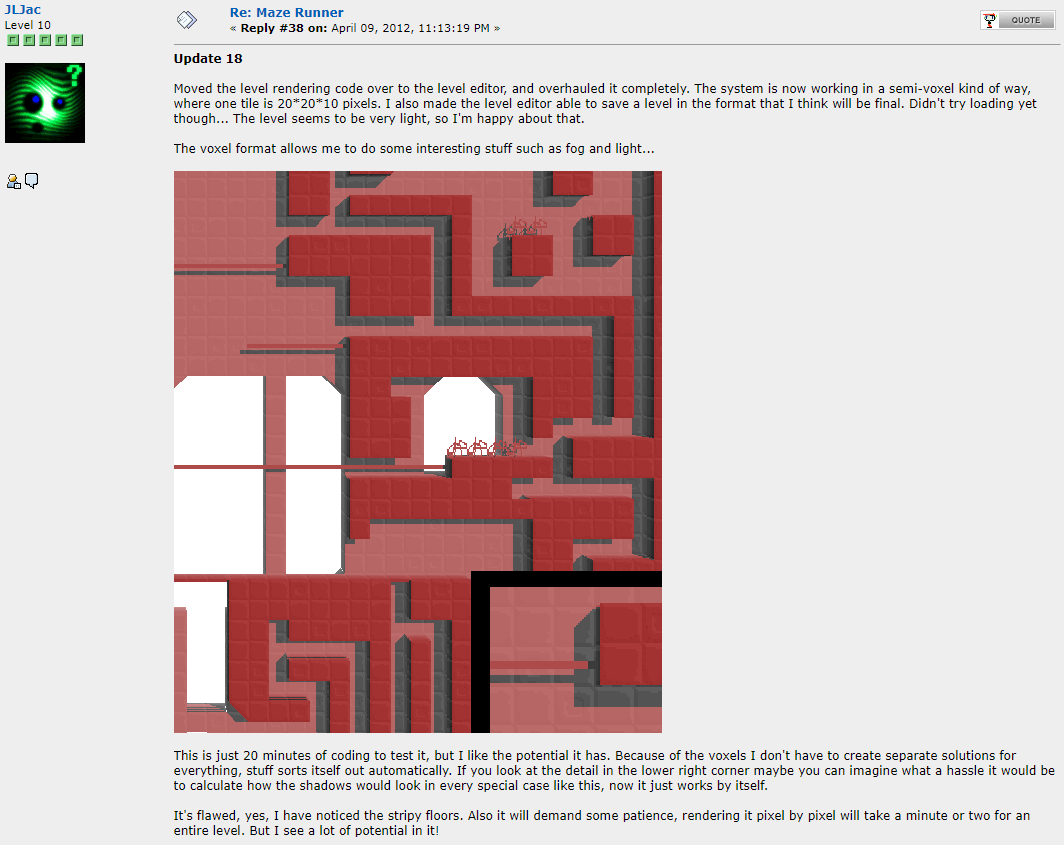 JLJac
Level 10
?
Re: Maze Runner
« Reply #38 on: April 09, 2012, 11:13:19 PM »
QUOTE
Update 18
Moved the level rendering code over to the level editor, and overhauled it completely. The system is now working in a semi-voxel kind of way,
where one tile is 20*20*10 pixels. I also made the level editor able to save a level in the format that I think will be final. Didn't try loading yet
though... The level seems to be very light, so I'm happy about that.
The voxel format allows me to do some interesting stuff such as fog and light...
This is just 20 minutes of coding to test it, but I like the potential it has. Because of the voxels I don't have to create separate solutions for
everything, stuff sorts itself out automatically. If you look at the detail in the lower right corner maybe you can imagine what a hassle it would be
to calculate how the shadows would look in every special case like this, now it just works by itself.
It's flawed, yes, I have noticed the stripy floors. Also it will demand some patience, rendering it pixel by pixel will take a minute or two for an
entire level. But I see a lot of potential in it!